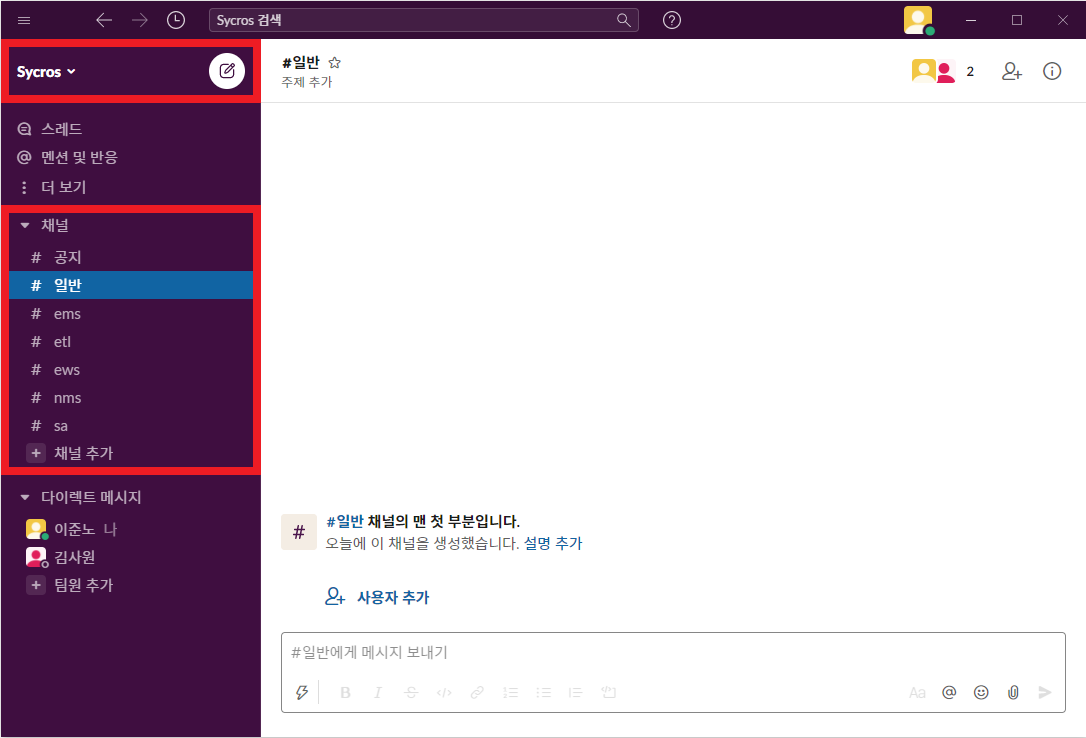 Sycros 검색
Sycros
스레드
@ 멘션 및 반응
더 보기
채널
# 공지
# 일반
# ems
# etl
# ews
# nms
# sa
+ 채널 추가
다이렉트 메시지
이준노 나
김사원
+ 팀원 추가
#일반
주제 추가
2
#
#일반 채널의 맨 첫 부분입니다.
오늘에 이 채널을 생성했습니다. 설명 추가
사용자 추가
#일반에게 메시지 보내기
B I S </> Aa @